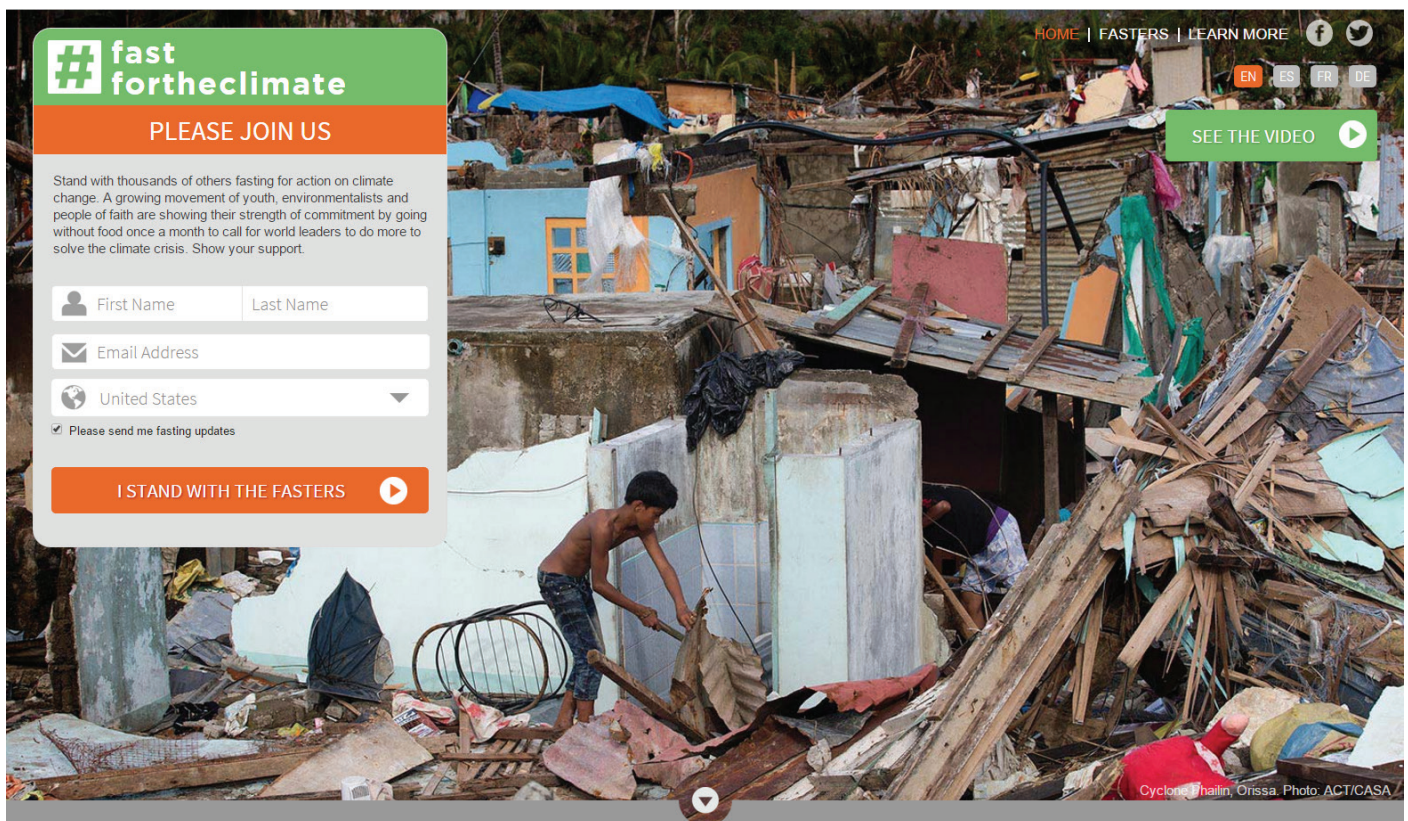 # fast
fortheclimate
PLEASE JOIN US
Stand with thousands of others fasting for action on climate
change. A growing movement of youth, environmentalists and
people of faith are showing their strength of commitment by going
without food once a month to call for world leaders to do more to
solve the climate crisis. Show your support.
First Name Last Name
Email Address
United States
Please send me fasting updates
I STAND WITH THE FASTERS
HOME | FASTERS | LEARN MORE
EN ES FR DE
SEE THE VIDEO
Cyclone Phailin, Orissa. Photo: ACT/CASA